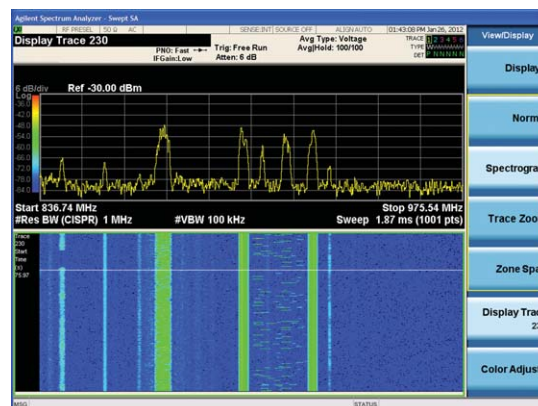 Agilent Spectrum Analyzer - Swept SA
RF PRESEL 50 Ω AC SENSE:INT SOURCE OFF ALIGN AUTO 01:43:08 PM Jan 26, 2012
Display Trace 230
PNO: Fast
IFGain:Low
Trig: Free Run
Atten: 6 dB
Avg Type: Voltage
Avg|Hold: 100/100
TRACE 1 2 3 4 5 6
TYPE
DET P N N N N N
View/Display
6 dB/div Ref -30.00 dBm
Log
-36.0
-42.0
-48.0
-54.0
-60.0
-66.0
-72.0
-78.0
-84.0
Start 836.74 MHz Stop 975.54 MHz
#Res BW (CISPR) 1 MHz #VBW 100 kHz Sweep 1.87 ms (1001 pts)
Trace
230
Start
Time
(s)
75.97
Display
Norm
Spectrogra
Trace Zoo
Zone Spa
Display Trac
23
Color Adjus
MSG STATUS